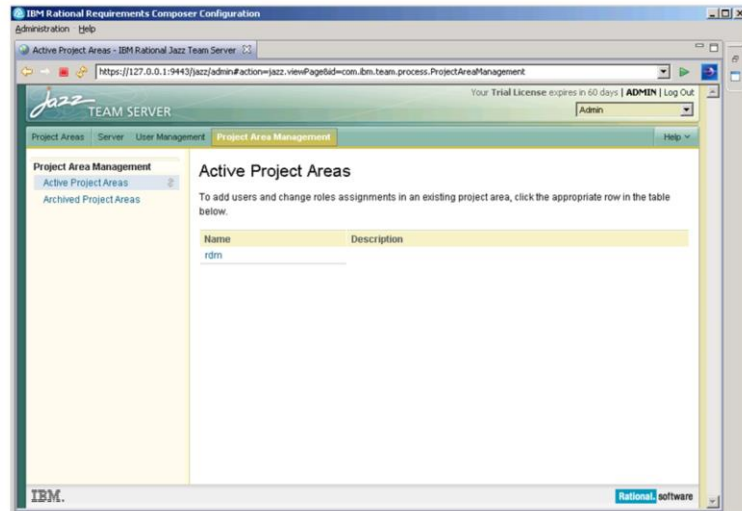 IBM Rational Requirements Composer Configuration
Administration Help
Active Project Areas - IBM Rational Jazz Team Server
https://127.0.0.1:9443/jazz/admin#action=jazz.viewPage&id=com.ibm.team.process.ProjectAreaManagement
Your Trial License expires in 60 days | ADMIN | Log Out
jazz
TEAM SERVER
Admin
Project Areas Server User Management Project Area Management Help
Project Area Management
Active Project Areas
Archived Project Areas
Active Project Areas
To add users and change roles assignments in an existing project area, click the appropriate row in the table
below.
Name Description
rdm
IBM.
Rational. software